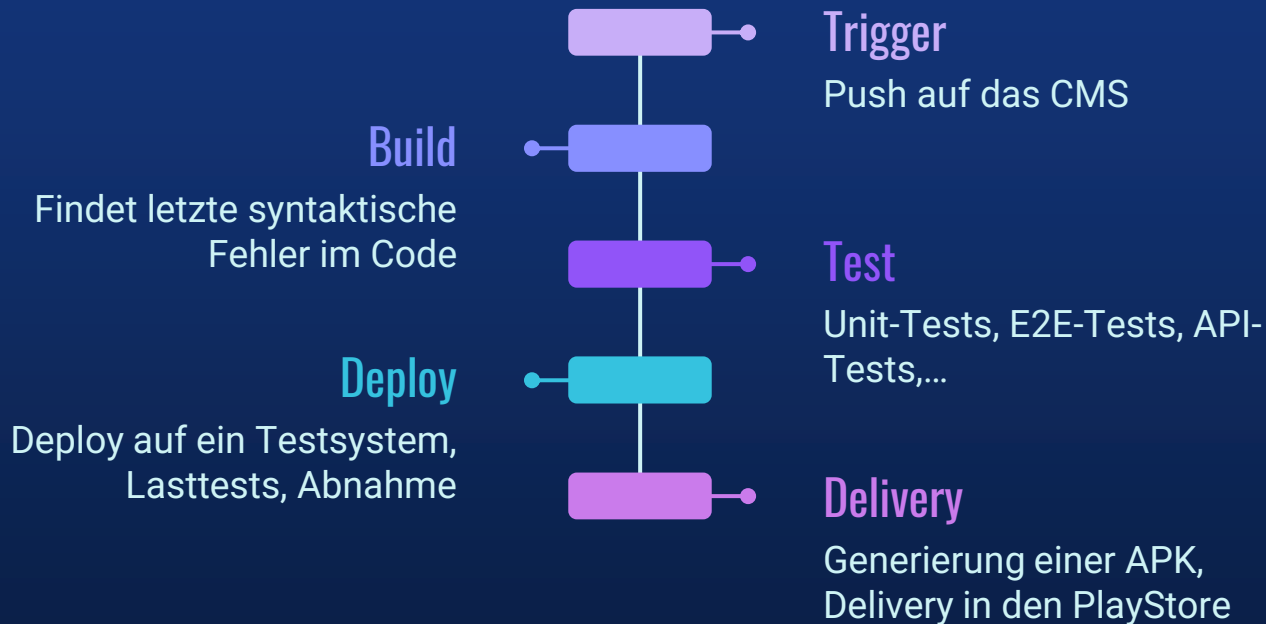 Trigger
Push auf das CMS
Build
Findet letzte syntaktische
Fehler im Code
Test
Unit-Tests, E2E-Tests, API-
Tests,…
Deploy
Deploy auf ein Testsystem,
Lasttests, Abnahme
Delivery
Generierung einer APK,
Delivery in den PlayStore